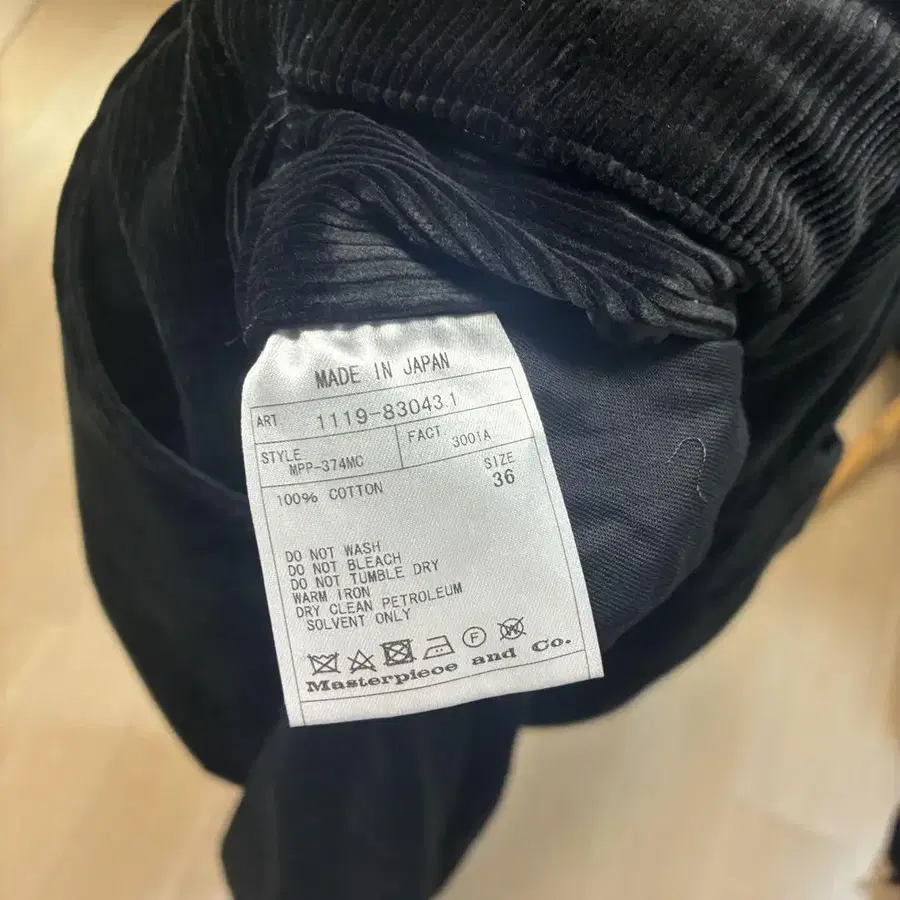 MADE IN JAPAN
ART 1119-83043.1
STYLE MPP-374MC FACT 3001A
100% COTTON SIZE 36
DO NOT WASH
DO NOT BLEACH
DO NOT TUMBLE DRY
WARM IRON
DRY CLEAN PETROLEUM
SOLVENT ONLY
F W
Masterpiece and Co.